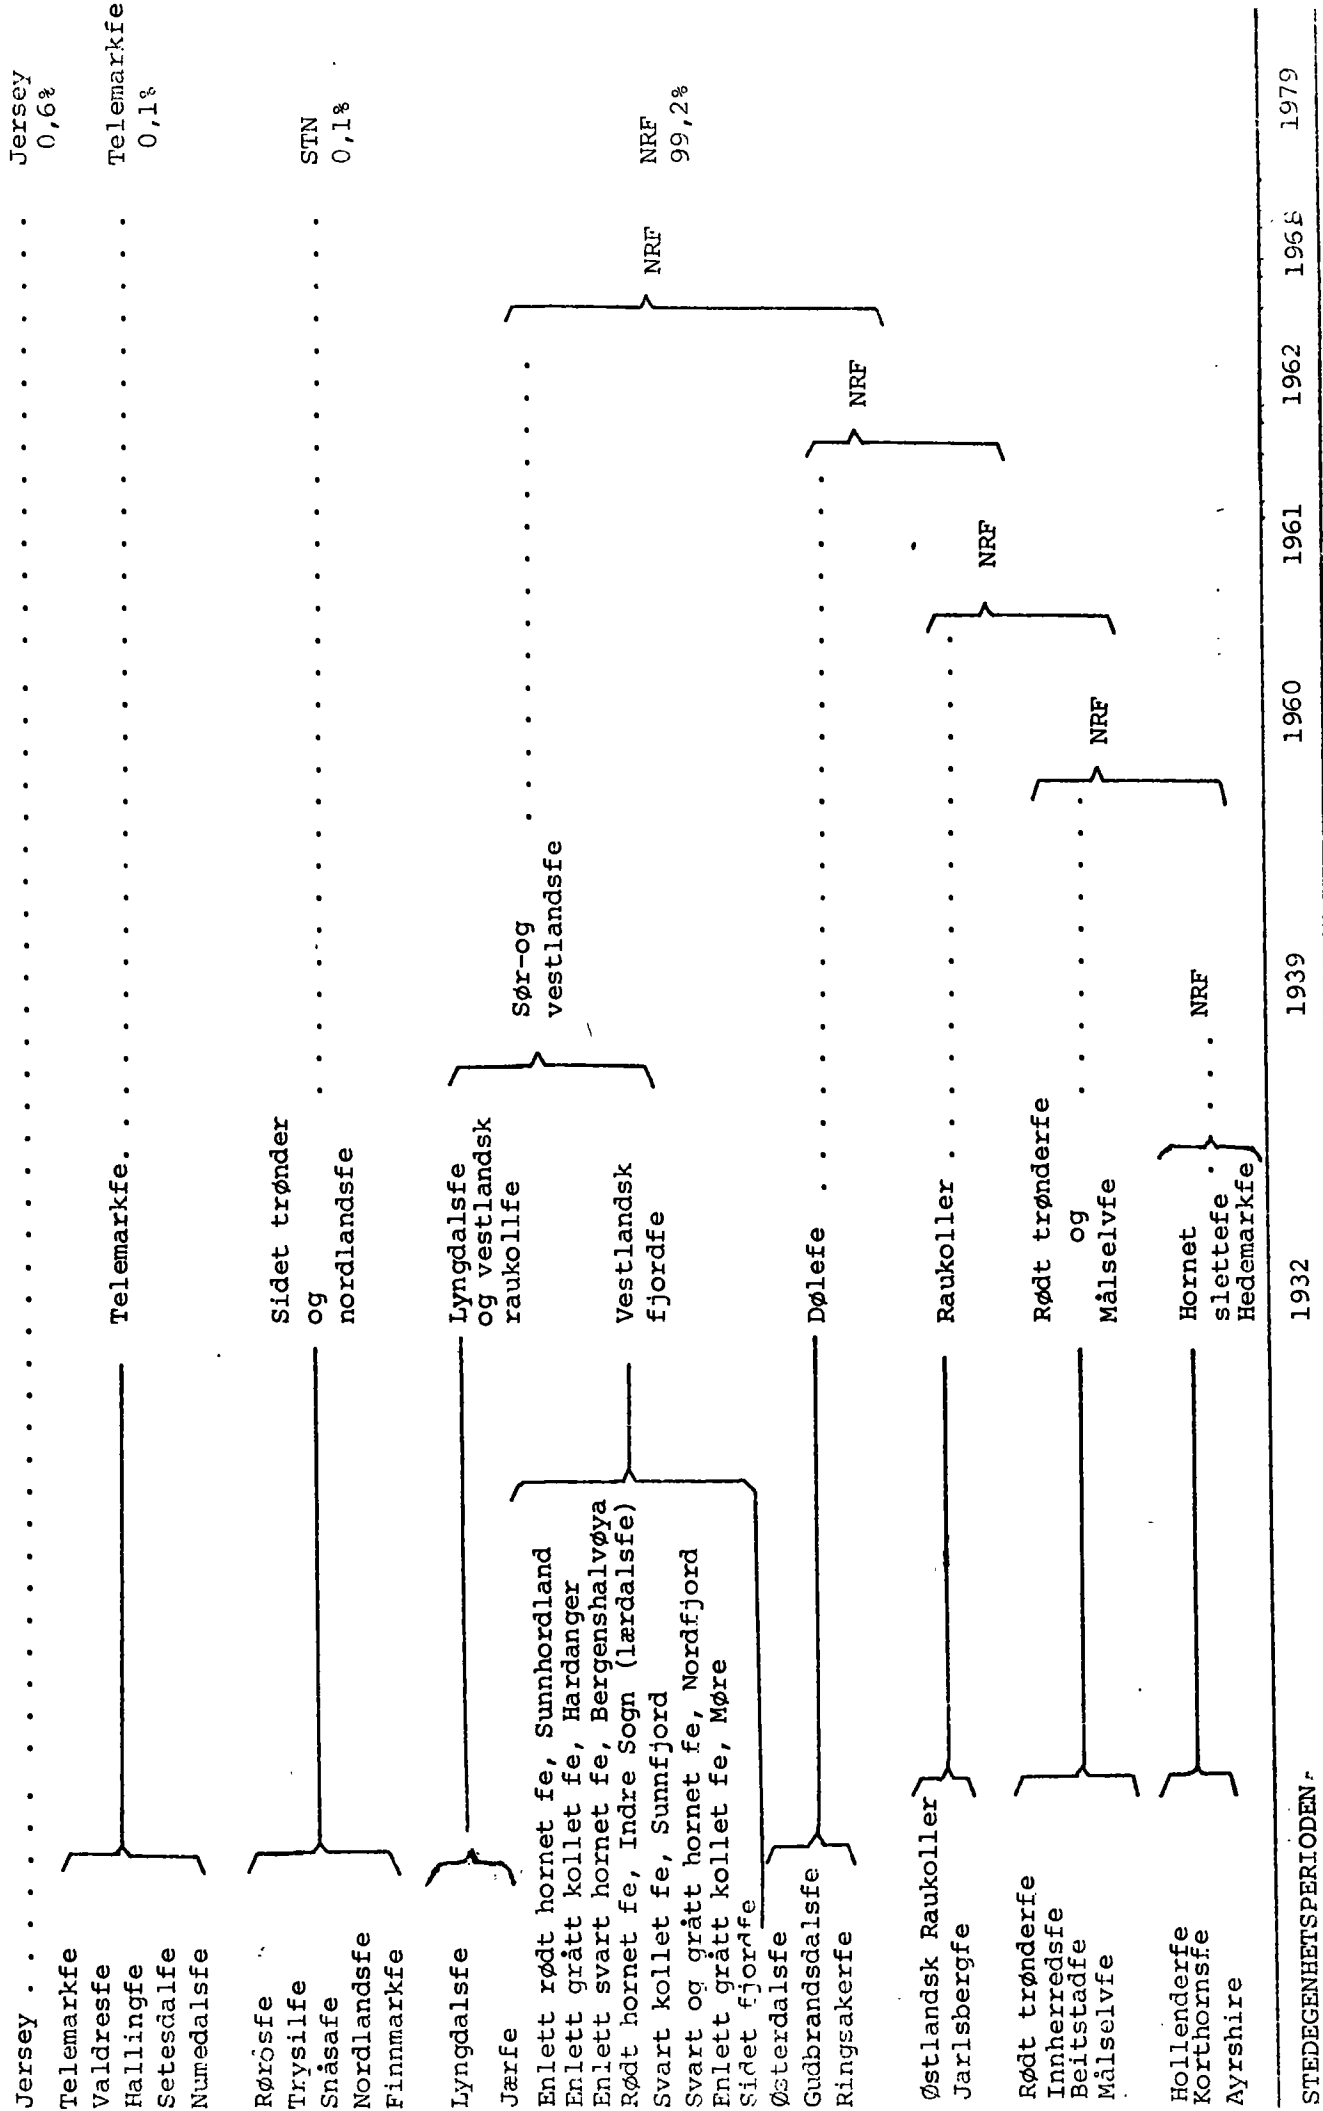 Jersey
Telemarkfe
Valdresfe
Hallingfe
Setesdalfe
Numedalsfe
Rørosfe
Trysilfe
Snåsafe
Nordlandsfe
Finnmarkfe
Lyngdalsfe
Jærfe
Enlett rødt hornet fe, Sunnhordland
Enlett grått kollet fe, Hardanger
Enlett svart hornet fe, Bergenshalvøya
Rødt hornet fe, Indre Sogn (lærdalsfe)
Svart kollet fe, Sunnfjord
Svart og grått hornet fe, Nordfjord
Enlett grått kollet fe, Møre
Sidet fjordfe
Østerdalsfe
Gudbrandsdalsfe
Ringsakerfe
Østlandsk Raukoller
Jarlsbergfe
Rødt trønderfe
Innherredsfe
Beitstadfe
Målselvfe
Hollenderfe
Korthornsfe
Ayrshire
Telemarkfe
Sidet trønder
og
nordlandsfe
Lyngdalsfe
og vestlandsk
raukollfe
Vestlandsk
fjordfe
Dølefe
Raukoller
Rødt trønderfe
og
Målselvfe
Hornet
slettefe
Hedemarkfe
Sør-og
vestlandsfe
NRF
NRF
NRF
NRF
NRF
Jersey
0,6%
Telemarkfe
0,1%
STN
0,1%
NRF
99,2%
STEDEGENHETSPERIODEN
1932
1939
1960
1961
1962
1968
1979